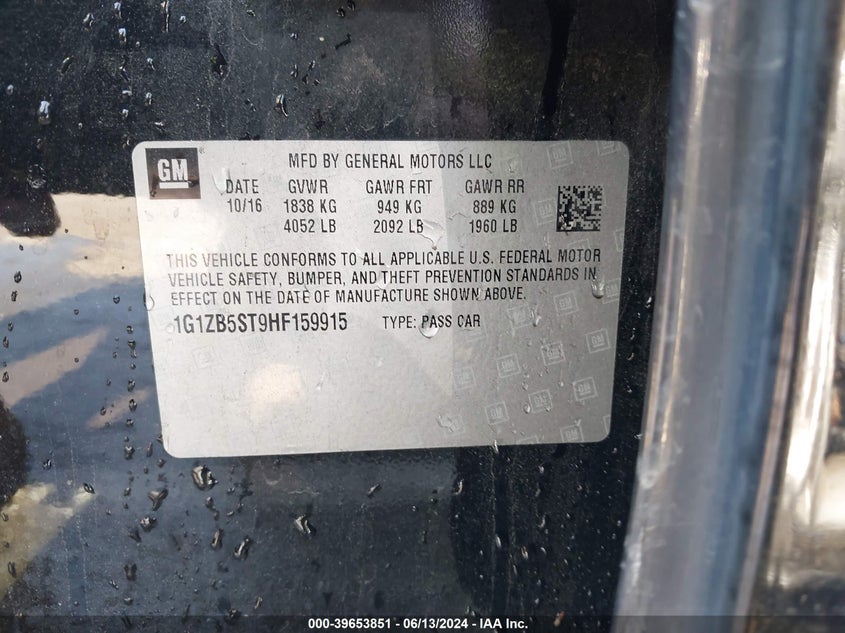 GM
MFD BY GENERAL MOTORS LLC
DATE GVWR GAWR FRT GAWR RR
10/16 1838 KG 949 KG 889 KG
4052 LB 2092 LB 1960 LB
THIS VEHICLE CONFORMS TO ALL APPLICABLE U.S. FEDERAL MOTOR
VEHICLE SAFETY, BUMPER, AND THEFT PREVENTION STANDARDS IN
EFFECT ON THE DATE OF MANUFACTURE SHOWN ABOVE.
1G1ZB5ST9HF159915 TYPE: PASS CAR
000-39653851 - 06/13/2024 - IAA Inc.